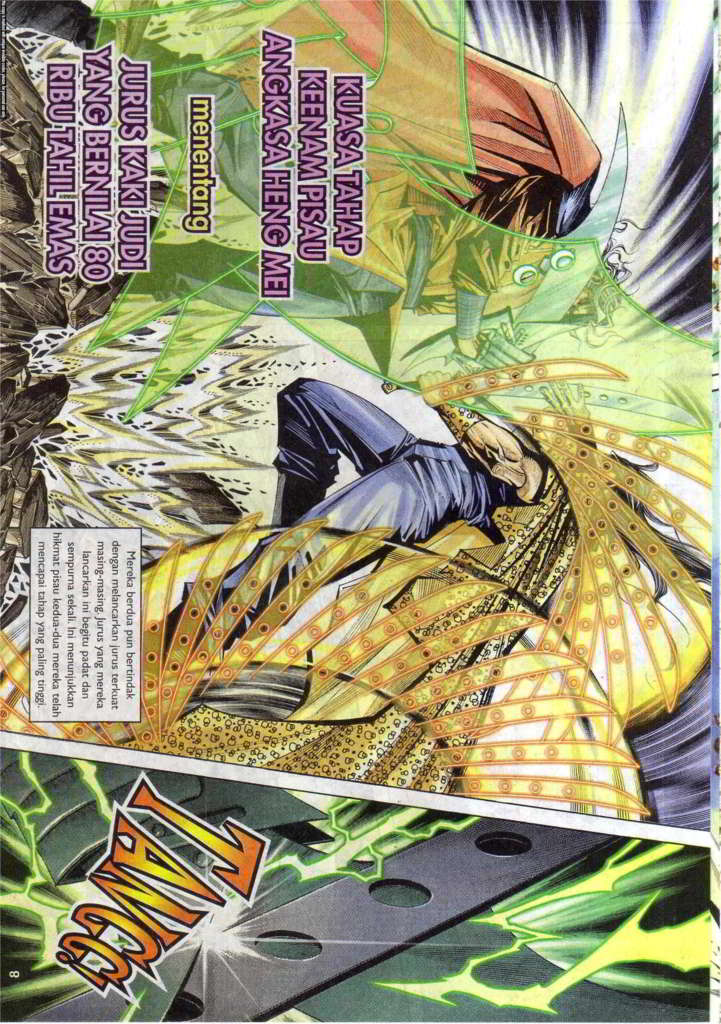 KUASA TAHAP
KEENAM PISAU
ANGKASA HENG MEI
menentang
JURUS KAKI JUDI
YANG BERNILAI 80
RIBU TAHIL EMAS
Mereka berdua pun bertindak
dengan melancarkan jurus terkuat
masing-masing. Jurus yang mereka
lancarkan ini begitu padat dan
sempurna sekali. Ini menunjukkan
hikmat pisau kedua-dua mereka telah
mencapai tahap yang paling tinggi.
TANGG!
8